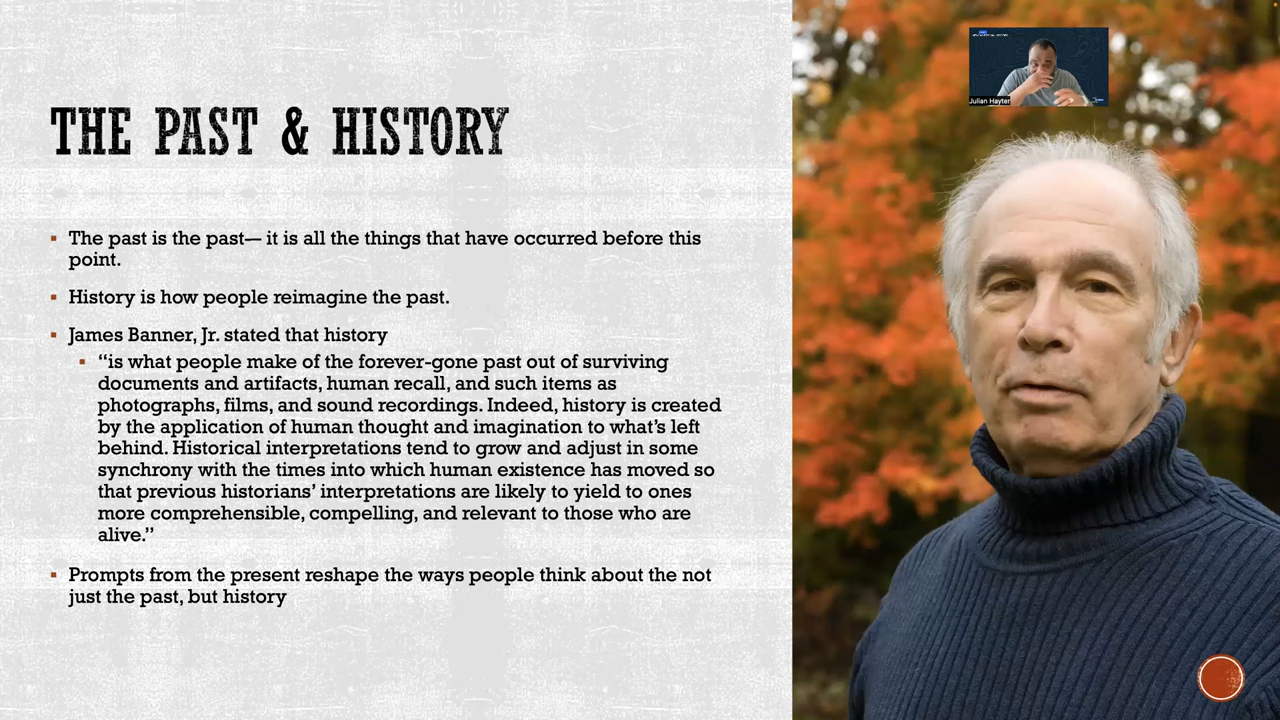 THE PAST & HISTORY
The past is the past— it is all the things that have occurred before this
point.
History is how people reimagine the past.
James Banner, Jr. stated that history
“is what people make of the forever-gone past out of surviving
documents and artifacts, human recall, and such items as
photographs, films, and sound recordings. Indeed, history is created
by the application of human thought and imagination to what’s left
behind. Historical interpretations tend to grow and adjust in some
synchrony with the times into which human existence has moved so
that previous historians’ interpretations are likely to yield to ones
more comprehensible, compelling, and relevant to those who are
alive.”
Prompts from the present reshape the ways people think about the not
just the past, but history
Julian Hayter